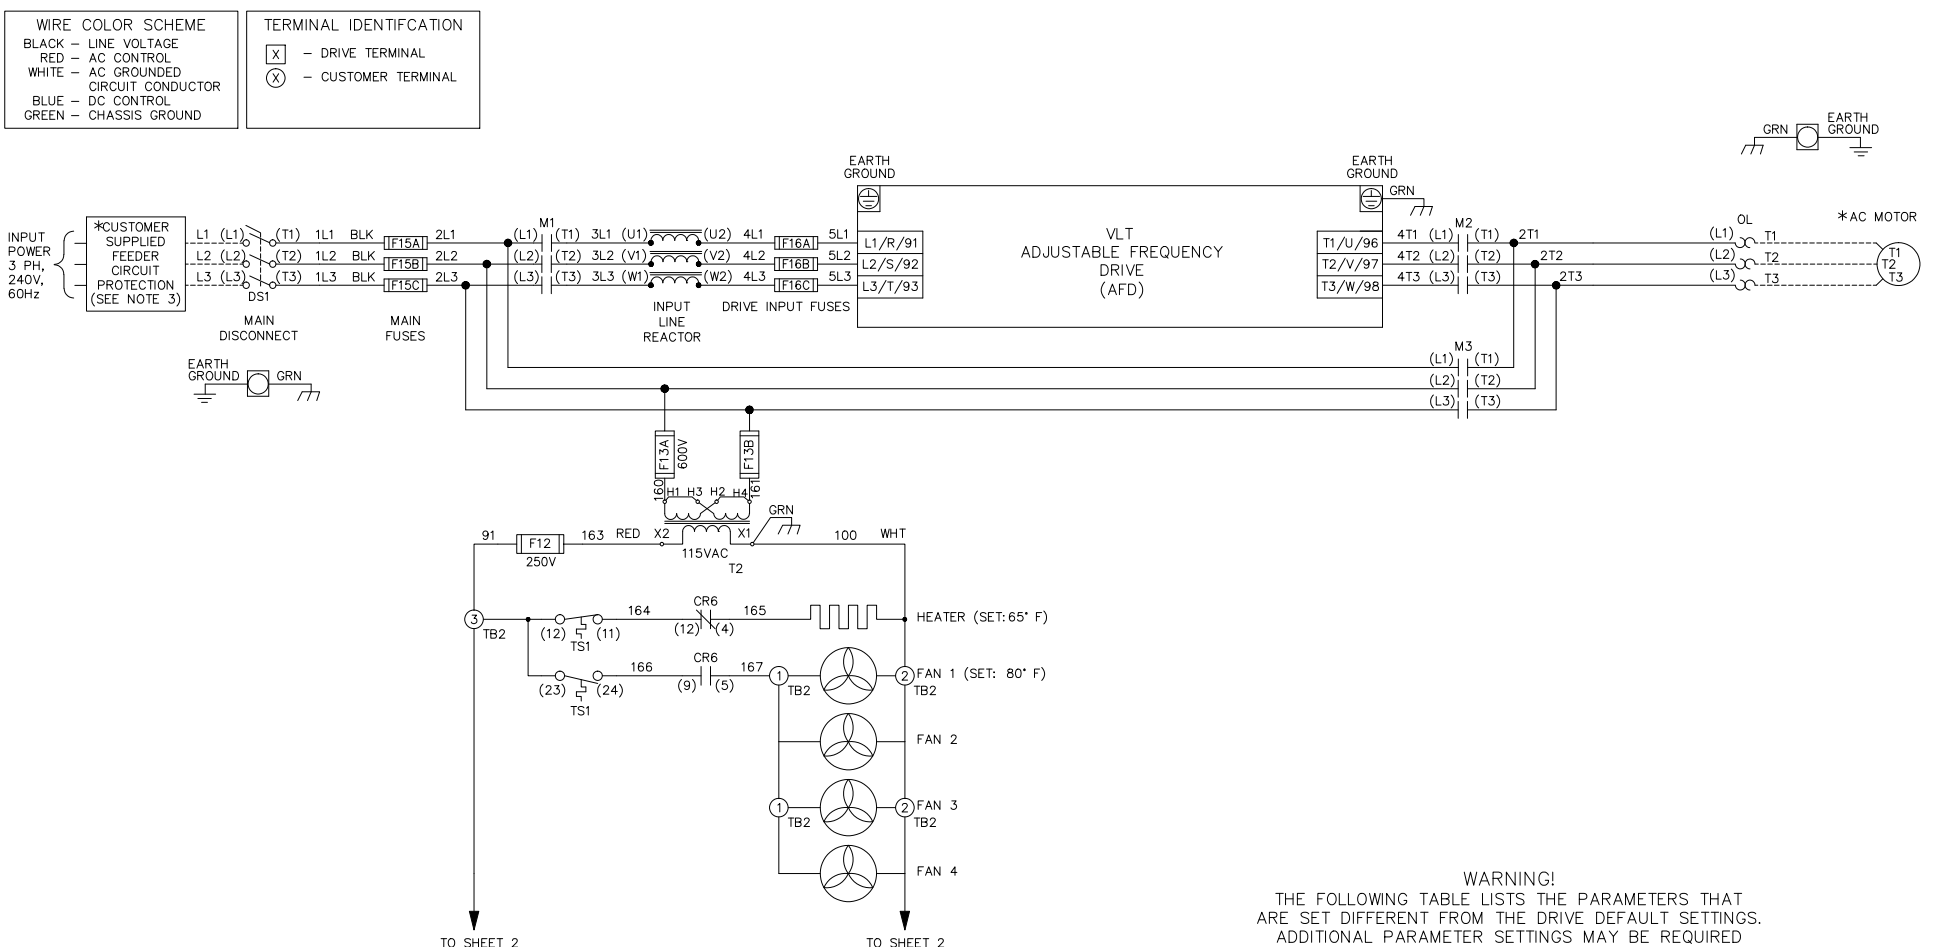 WIRE COLOR SCHEME
BLACK – LINE VOLTAGE
RED – AC CONTROL
WHITE – AC GROUNDED
CIRCUIT CONDUCTOR
BLUE – DC CONTROL
GREEN – CHASSIS GROUND
TERMINAL IDENTIFCATION
X – DRIVE TERMINAL
X – CUSTOMER TERMINAL
INPUT
POWER
3 PH,
240V,
60Hz
*CUSTOMER
SUPPLIED
FEEDER
CIRCUIT
PROTECTION
(SEE NOTE 3)
L1 (L1) (T1) 1L1 BLK F15A 2L1
L2 (L2) (T2) 1L2 BLK F15B 2L2
L3 (L3) (T3) 1L3 BLK F15C 2L3
DS1
MAIN
DISCONNECT
MAIN
FUSES
M1
(L1) (T1) 3L1 (U1) (U2) 4L1 F16A 5L1
(L2) (T2) 3L2 (V1) (V2) 4L2 F16B 5L2
(L3) (T3) 3L3 (W1) (W2) 4L3 F16C 5L3
INPUT
LINE
REACTOR
DRIVE INPUT FUSES
EARTH
GROUND
L1/R/91
L2/S/92
L3/T/93
VLT
ADJUSTABLE FREQUENCY
DRIVE
(AFD)
EARTH
GROUND
GRN
T1/U/96
T2/V/97
T3/W/98
M2
4T1 (L1) (T1) 2T1
4T2 (L2) (T2) 2T2
4T3 (L3) (T3) 2T3
GRN
EARTH
GROUND
OL
(L1) T1
(L2) T2
(L3) T3
*AC MOTOR
T1
T2
T3
EARTH
GROUND
GRN
M3
(L1) (T1)
(L2) (T2)
(L3) (T3)
F13A
600V
F13B
160
161
H1 H3 H2 H4
GRN
91 F12 163 RED X2 X1 100 WHT
250V
115VAC
T2
3
TB2
(12) (11)
TS1
164
CR6
(12) (4)
165
HEATER (SET:65° F)
(23) (24)
TS1
166
CR6
(9) (5)
167
1
TB2
2
TB2
FAN 1 (SET: 80° F)
FAN 2
1
TB2
2
TB2
FAN 3
FAN 4
TO SHEET 2
TO SHEET 2
WARNING!
THE FOLLOWING TABLE LISTS THE PARAMETERS THAT
ARE SET DIFFERENT FROM THE DRIVE DEFAULT SETTINGS.
ADDITIONAL PARAMETER SETTINGS MAY BE REQUIRED